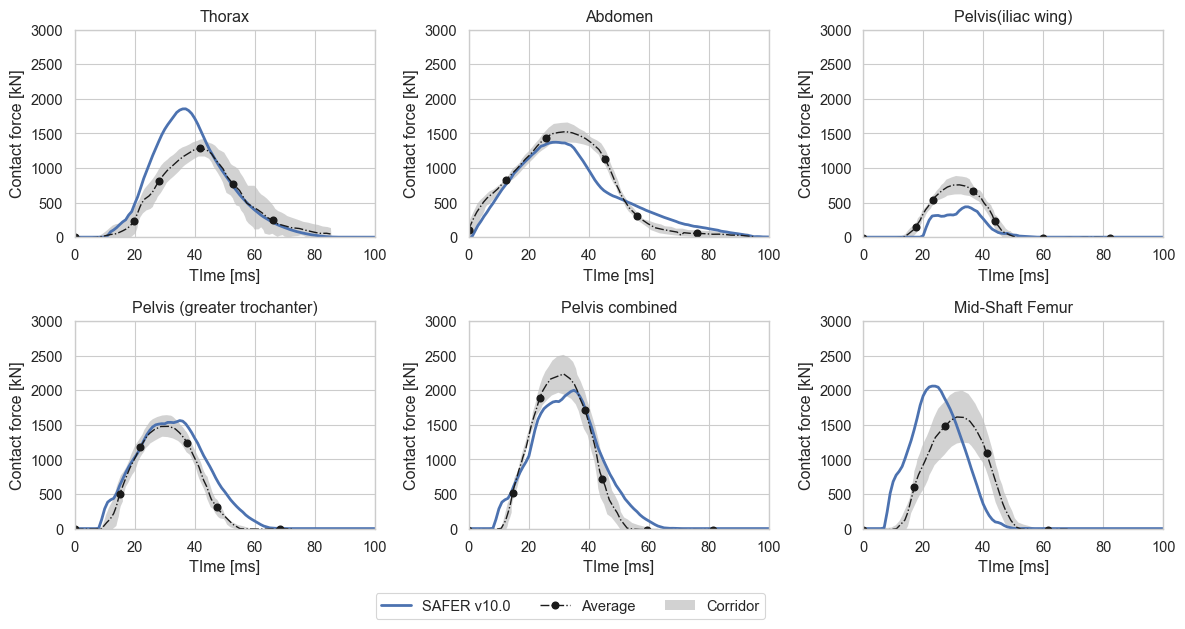 Thorax
Contact force [kN]
3000
2500
2000
1500
1000
500
0
0 20 40 60 80 100
TIme [ms]
Abdomen
Contact force [kN]
3000
2500
2000
1500
1000
500
0
0 20 40 60 80 100
TIme [ms]
Pelvis(iliac wing)
Contact force [kN]
3000
2500
2000
1500
1000
500
0
0 20 40 60 80 100
TIme [ms]
Pelvis (greater trochanter)
Contact force [kN]
3000
2500
2000
1500
1000
500
0
0 20 40 60 80 100
TIme [ms]
Pelvis combined
Contact force [kN]
3000
2500
2000
1500
1000
500
0
0 20 40 60 80 100
TIme [ms]
Mid-Shaft Femur
Contact force [kN]
3000
2500
2000
1500
1000
500
0
0 20 40 60 80 100
TIme [ms]
SAFER v10.0 Average Corridor